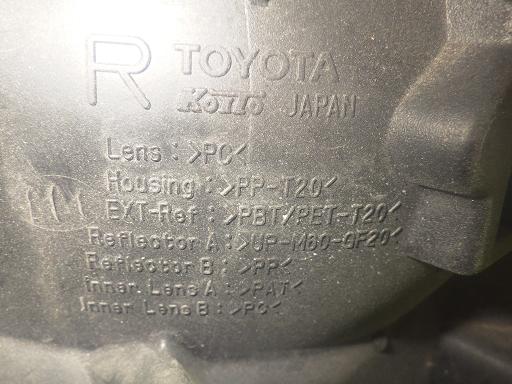 R TOYOTA
KOITO JAPAN
Lens : >PC<
Housing : >PP-T20<
EXT-Ref : >PBT/PET-T20<
Reflector A : >UP-M60-GF20<
Reflector B : >PP<
Inner Lens A : >PAT<
Inner Lens B : >PC<